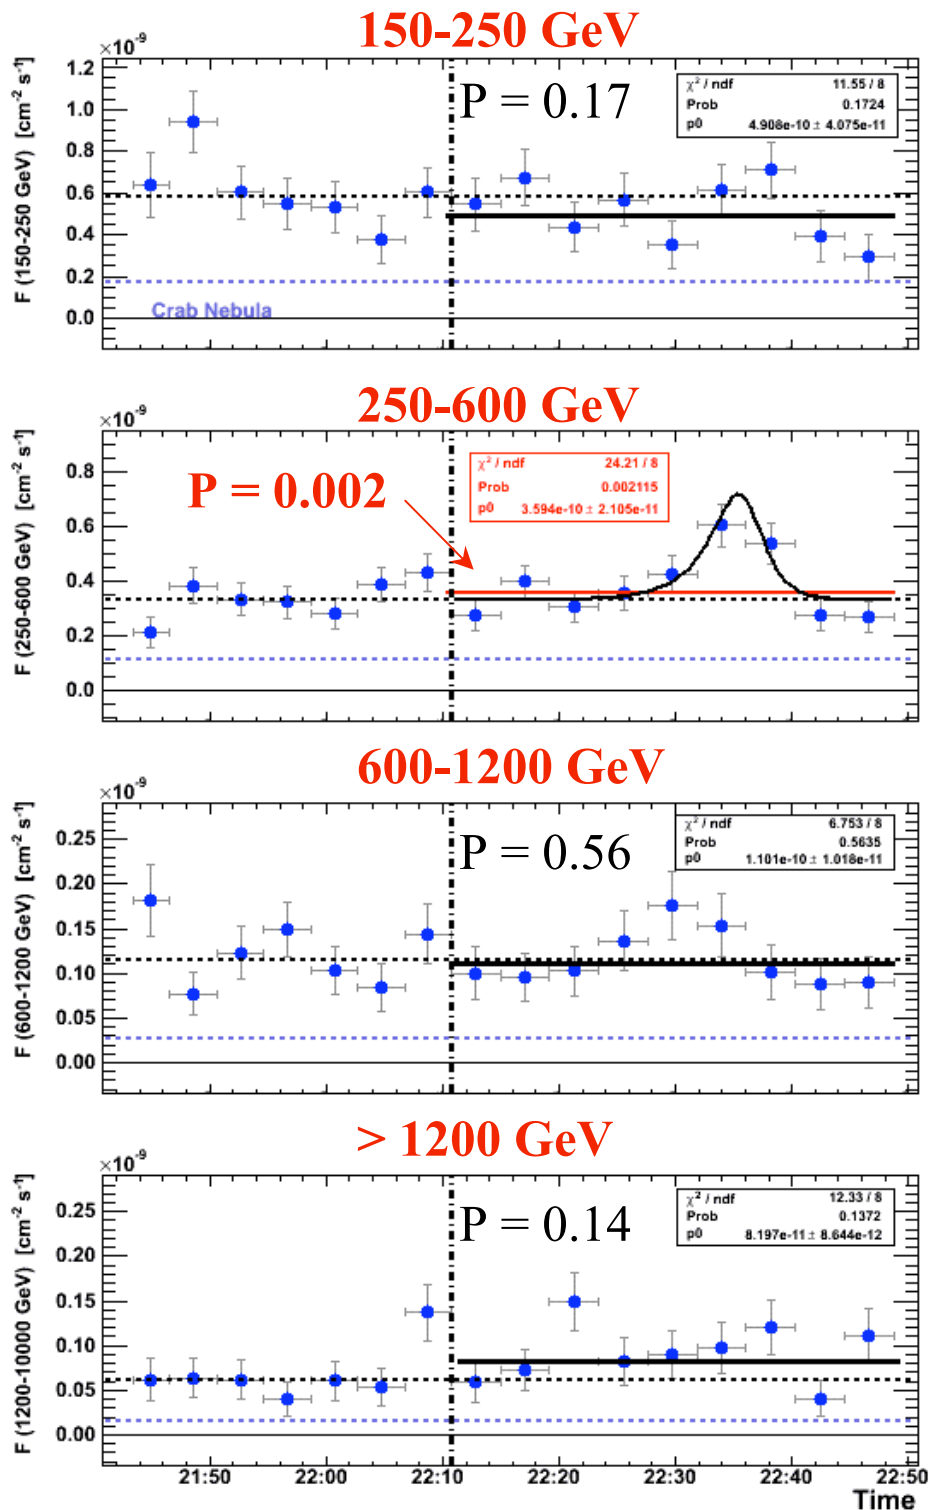 150-250 GeV
×10⁻⁹
F (150-250 GeV) [cm⁻² s⁻¹]
1.2
1.0
0.8
0.6
0.4
0.2
0.0
P = 0.17
χ² / ndf 11.55 / 8
Prob 0.1724
p0 4.908e-10 ± 4.075e-11
Crab Nebula
250-600 GeV
×10⁻⁹
F (250-600 GeV) [cm⁻² s⁻¹]
0.8
0.6
0.4
0.2
0.0
P = 0.002
χ² / ndf 24.21 / 8
Prob 0.002115
p0 3.594e-10 ± 2.105e-11
600-1200 GeV
×10⁻⁹
F (600-1200 GeV) [cm⁻² s⁻¹]
0.25
0.20
0.15
0.10
0.05
0.00
P = 0.56
χ² / ndf 6.753 / 8
Prob 0.5635
p0 1.101e-10 ± 1.018e-11
> 1200 GeV
×10⁻⁹
F (1200-10000 GeV) [cm⁻² s⁻¹]
0.25
0.20
0.15
0.10
0.05
0.00
P = 0.14
χ² / ndf 12.33 / 8
Prob 0.1372
p0 8.197e-11 ± 8.644e-12
21:50 22:00 22:10 22:20 22:30 22:40 22:50
Time